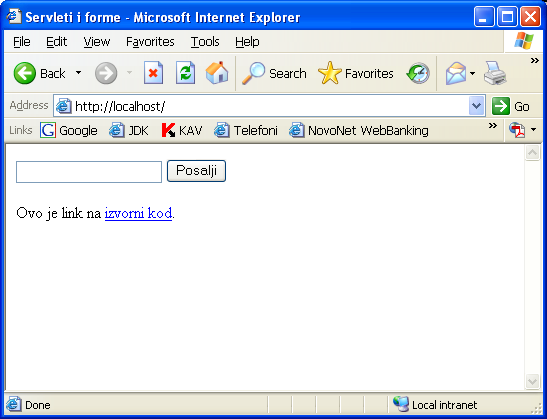 Servleti i forme - Microsoft Internet Explorer
File Edit View Favorites Tools Help
Back Search Favorites
Address http://localhost/ Go
Links Google JDK KAV Telefoni NovoNet WebBanking
Posalji
Ovo je link na izvorni kod.
Done Local intranet